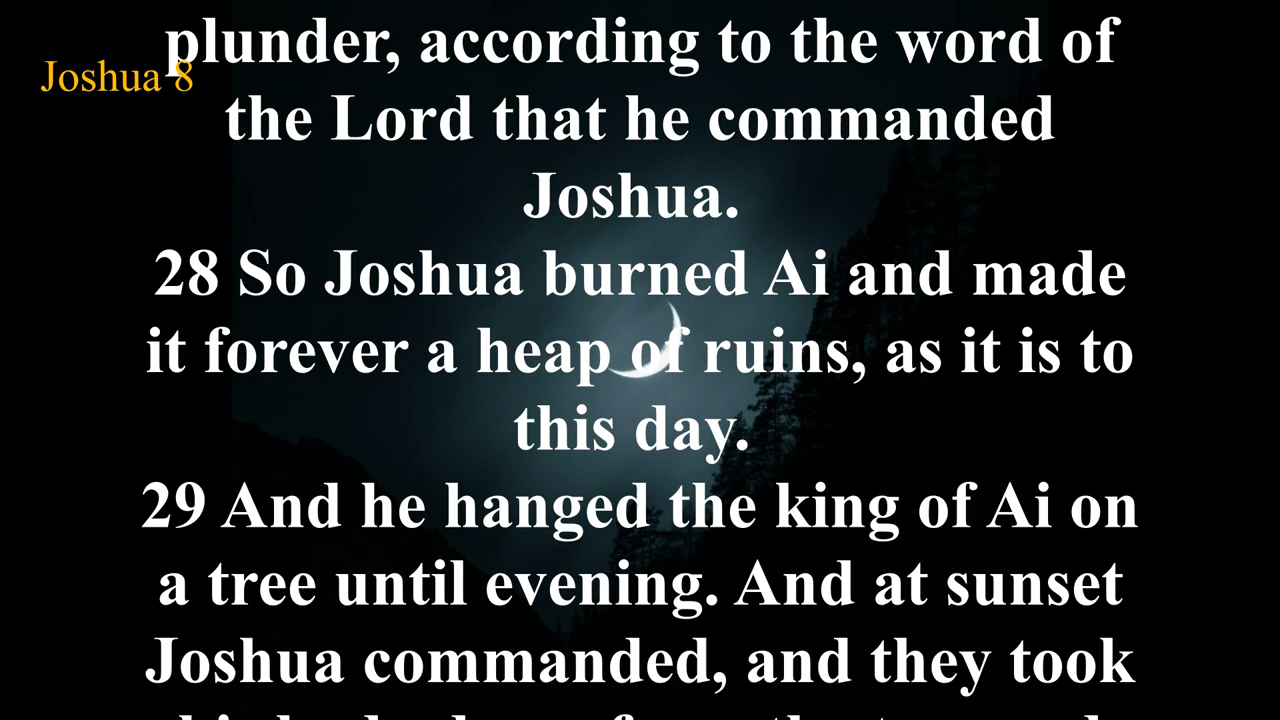 plunder, according to the word of
Joshua 8
the Lord that he commanded
Joshua.
28 So Joshua burned Ai and made
it forever a heap of ruins, as it is to
this day.
29 And he hanged the king of Ai on
a tree until evening. And at sunset
Joshua commanded, and they took